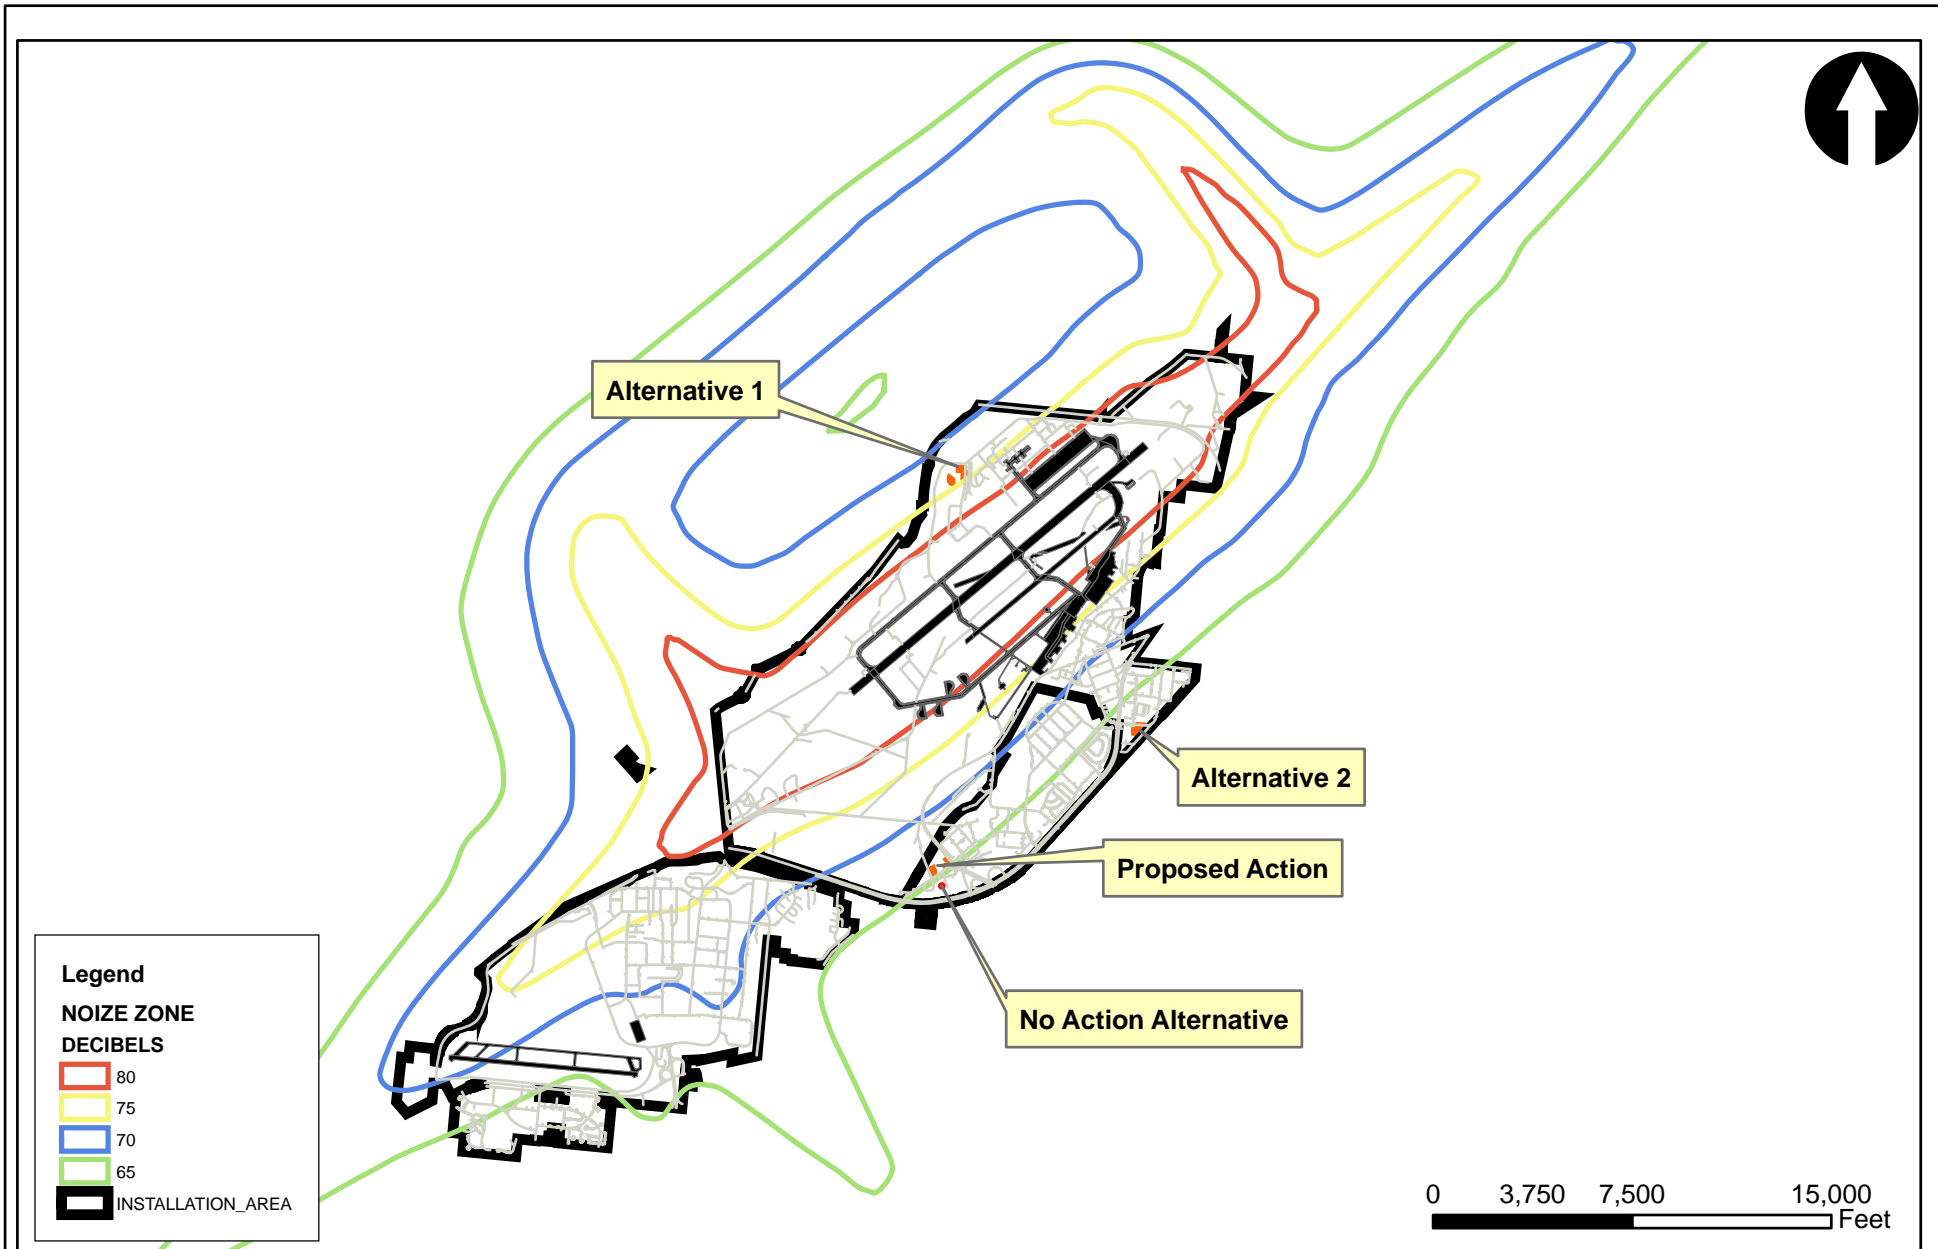 Alternative 1
Alternative 2
Proposed Action
No Action Alternative
Legend
NOIZE ZONE
DECIBELS
80
75
70
65
INSTALLATION_AREA
0 3,750 7,500 15,000
Feet